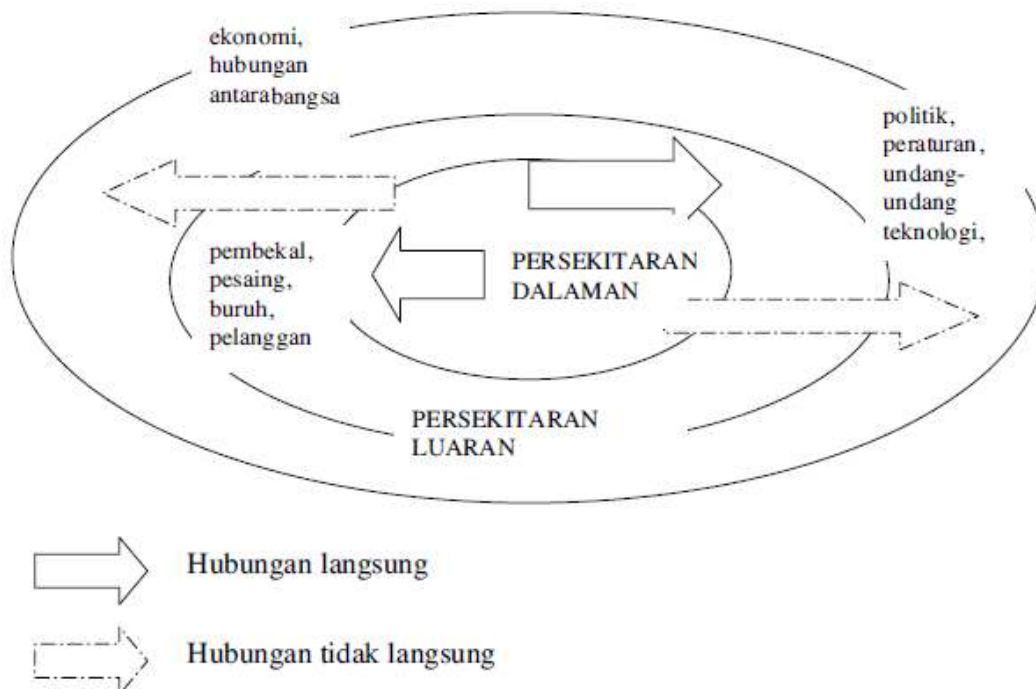 ekonomi,
hubungan
antarabangsa
politik,
peraturan,
undang-
undang
teknologi,
pembekal,
pesaing,
buruh,
pelanggan
PERSEKITARAN
DALAMAN
PERSEKITARAN
LUARAN
Hubungan langsung
Hubungan tidak langsung